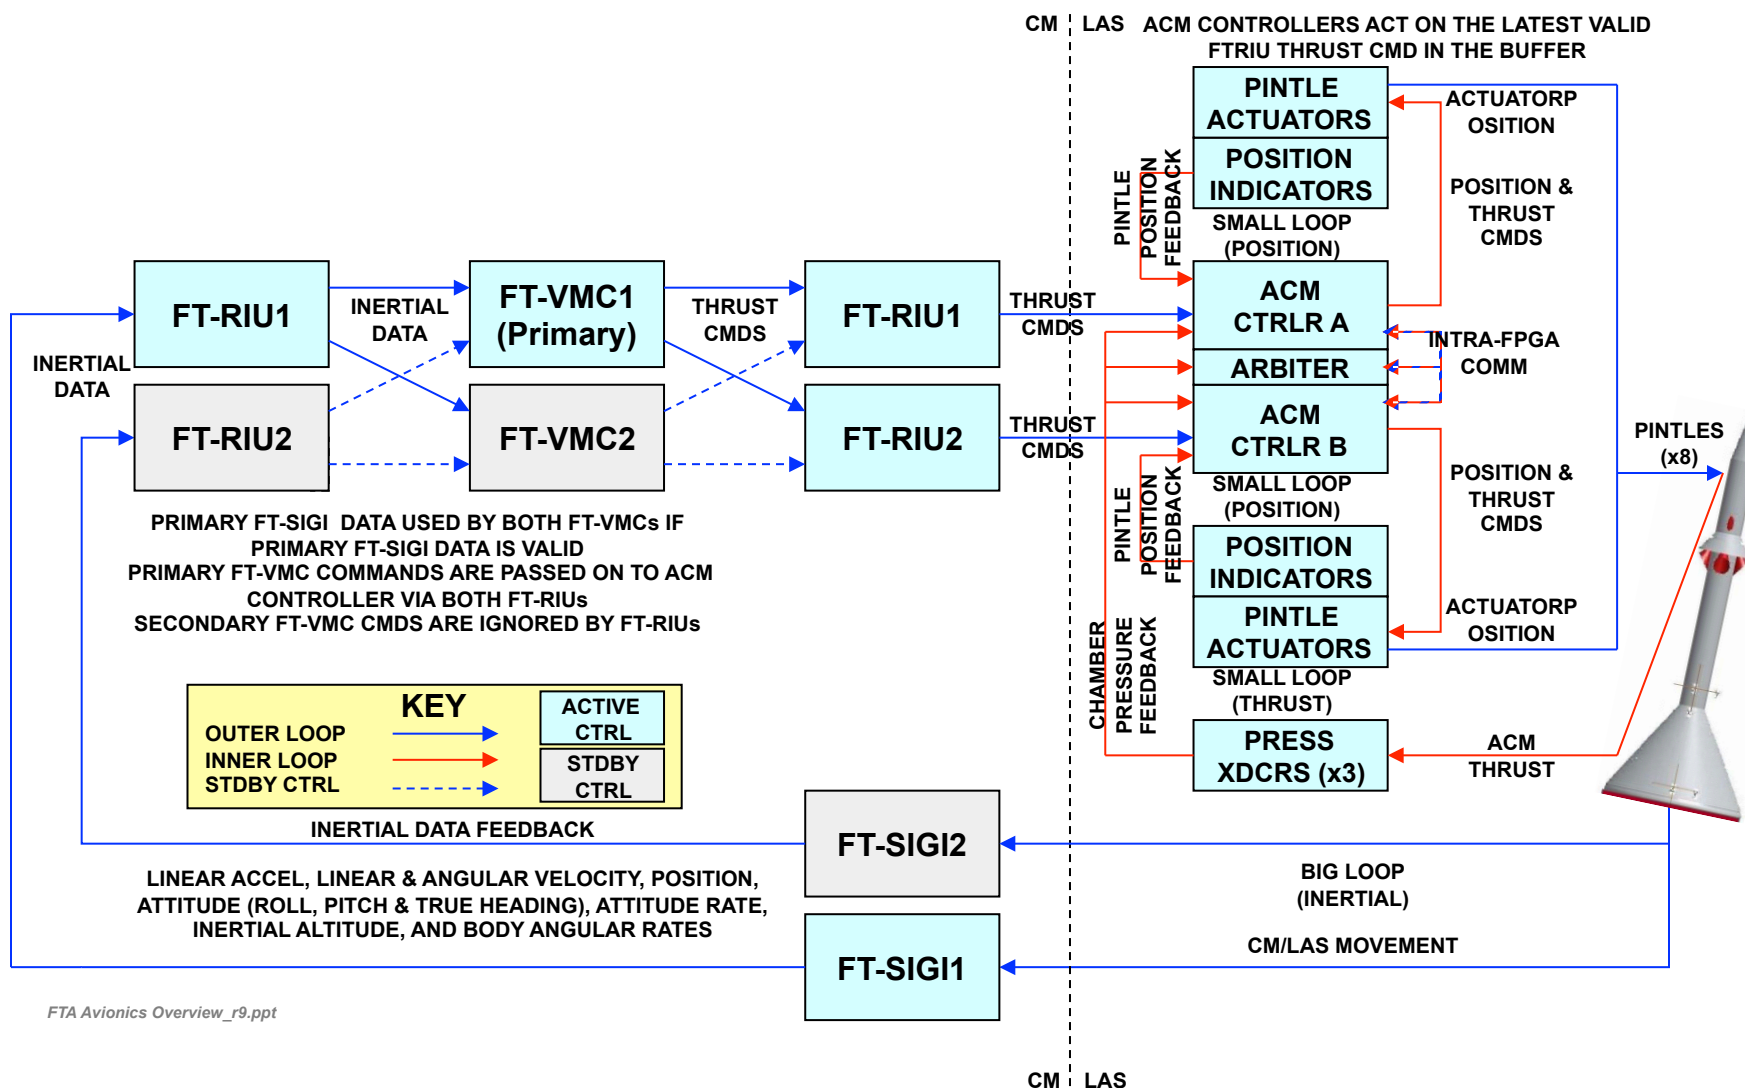 CM
LAS
ACM CONTROLLERS ACT ON THE LATEST VALID
FTRIU THRUST CMD IN THE BUFFER
PINTLE
ACTUATORS
POSITION
INDICATORS
ACTUATORP
OSITION
PINTLE
POSITION
FEEDBACK
POSITION &
THRUST
CMDS
SMALL LOOP
(POSITION)
FT-RIU1
INERTIAL
DATA
FT-VMC1
(Primary)
THRUST
CMDS
FT-RIU1
THRUST
CMDS
ACM
CTRLR A
INTRA-FPGA
COMM
ARBITER
INERTIAL
DATA
FT-RIU2
FT-VMC2
FT-RIU2
THRUST
CMDS
ACM
CTRLR B
PINTLES
(x8)
SMALL LOOP
(POSITION)
PINTLE
POSITION
FEEDBACK
POSITION &
THRUST
CMDS
POSITION
INDICATORS
PINTLE
ACTUATORS
ACTUATORP
OSITION
SMALL LOOP
(THRUST)
CHAMBER
PRESSURE
FEEDBACK
PRESS
XDCRS (x3)
ACM
THRUST
PRIMARY FT-SIGI DATA USED BY BOTH FT-VMCs IF
PRIMARY FT-SIGI DATA IS VALID
PRIMARY FT-VMC COMMANDS ARE PASSED ON TO ACM
CONTROLLER VIA BOTH FT-RIUs
SECONDARY FT-VMC CMDS ARE IGNORED BY FT-RIUs
KEY
OUTER LOOP
INNER LOOP
STDBY CTRL
ACTIVE
CTRL
STDBY
CTRL
INERTIAL DATA FEEDBACK
FT-SIGI2
BIG LOOP
(INERTIAL)
LINEAR ACCEL, LINEAR & ANGULAR VELOCITY, POSITION,
ATTITUDE (ROLL, PITCH & TRUE HEADING), ATTITUDE RATE,
INERTIAL ALTITUDE, AND BODY ANGULAR RATES
FT-SIGI1
CM/LAS MOVEMENT
FTA Avionics Overview_r9.ppt
CM
LAS